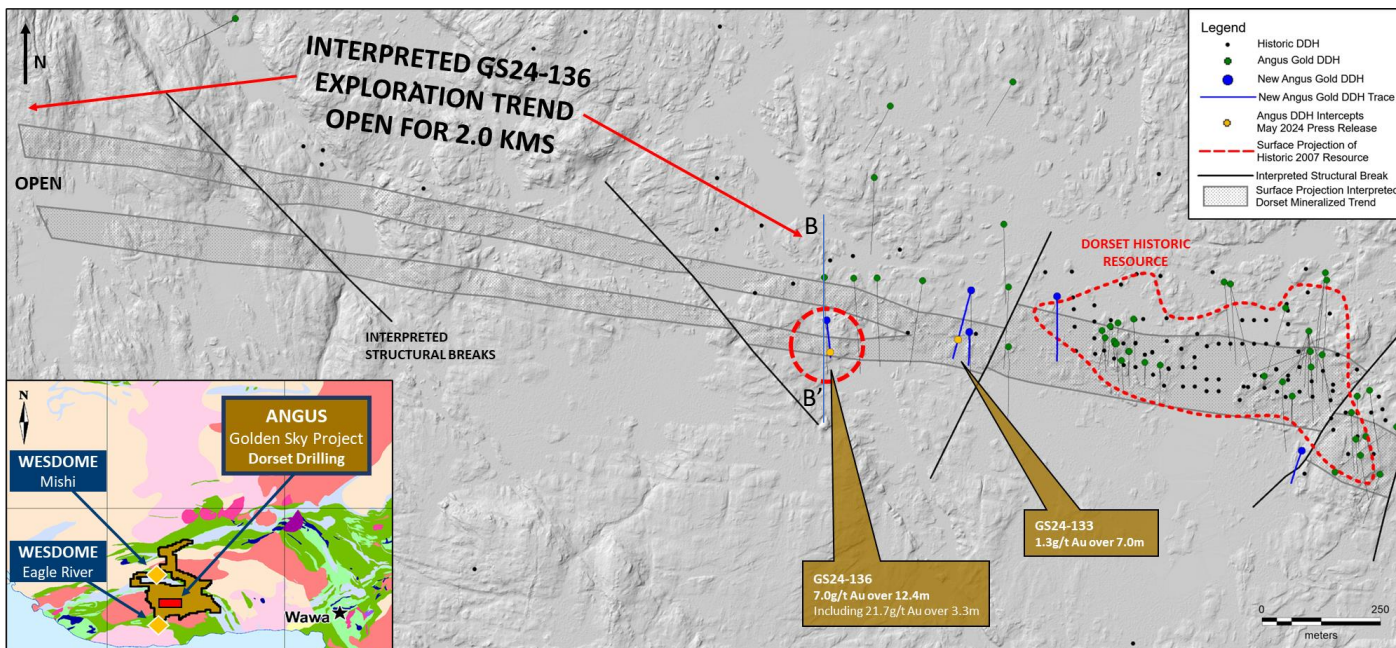 N
INTERPRETED GS24-136
EXPLORATION TREND
OPEN FOR 2.0 KMS
OPEN
INTERPRETED
STRUCTURAL BREAKS
B
B'
DORSET HISTORIC
RESOURCE
Legend
Historic DDH
Angus Gold DDH
New Angus Gold DDH
New Angus Gold DDH Trace
Angus DDH Intercepts
May 2024 Press Release
Surface Projection of
Historic 2007 Resource
Interpreted Structural Break
Surface Projection Interpreted
Dorset Mineralized Trend
GS24-133
1.3g/t Au over 7.0m
GS24-136
7.0g/t Au over 12.4m
Including 21.7g/t Au over 3.3m
N
ANGUS
Golden Sky Project
Dorset Drilling
WESDOME
Mishi
WESDOME
Eagle River
Wawa
0 250
meters